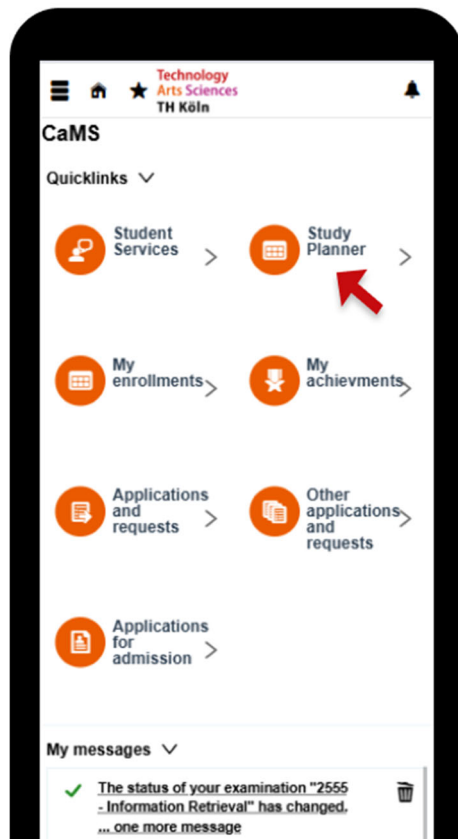 Technology
Arts Sciences
TH Köln
CaMS
Quicklinks
Student
Services
Study
Planner
My
enrollments
My
achievments
Applications
and
requests
Other
applications
and
requests
Applications
for
admission
My messages
The status of your examination "2555
- Information Retrieval" has changed.
... one more message